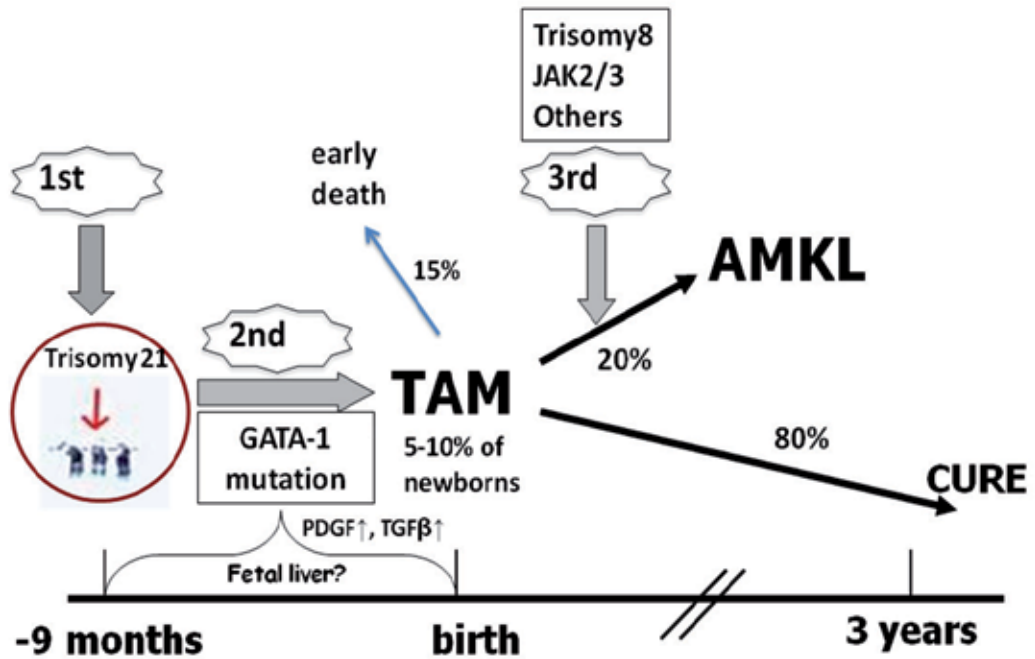 Trisomy8
JAK2/3
Others
1st
early
death
3rd
15%
AMKL
2nd
20%
Trisomy21
TAM
GATA-1
mutation
5-10% of
newborns
80%
CURE
PDGF↑, TGFβ↑
Fetal liver?
-9 months
birth
3 years